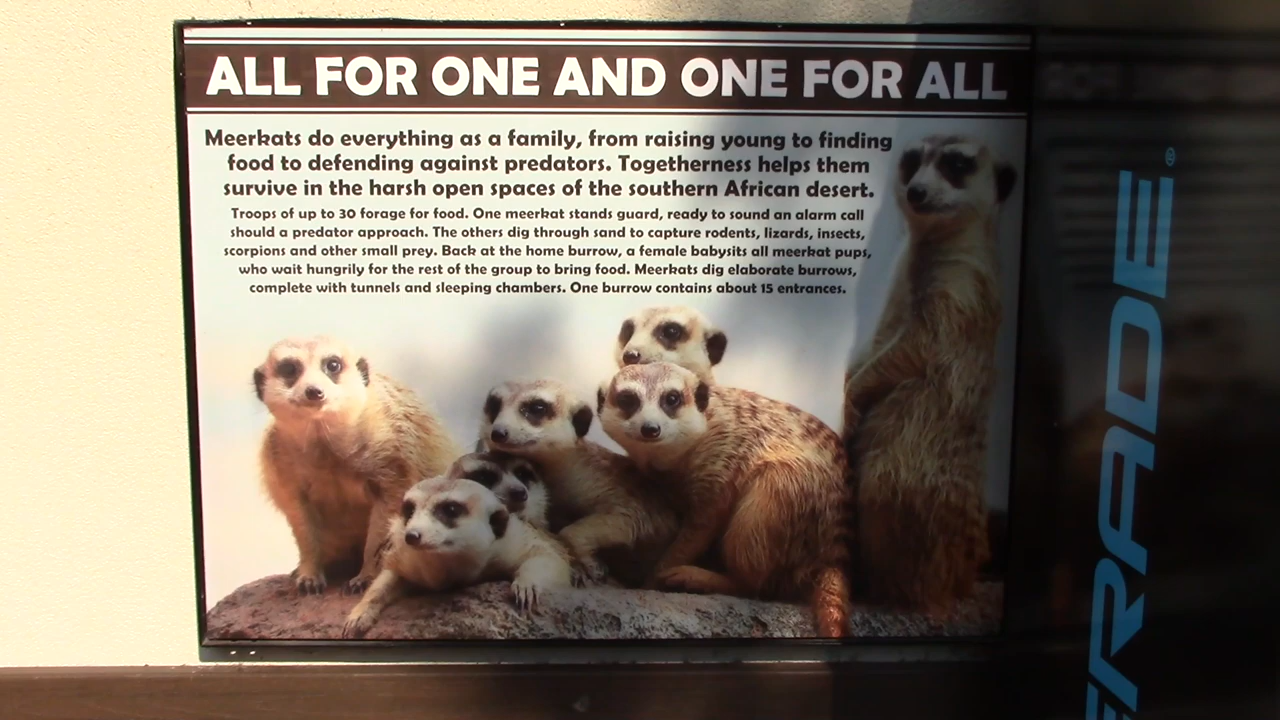 ALL FOR ONE AND ONE FOR ALL
Meerkats do everything as a family, from raising young to finding
food to defending against predators. Togetherness helps them
survive in the harsh open spaces of the southern African desert.
Troops of up to 30 forage for food. One meerkat stands guard, ready to sound an alarm call
should a predator approach. The others dig through sand to capture rodents, lizards, insects,
scorpions and other small prey. Back at the home burrow, a female babysits all meerkat pups,
who wait hungrily for the rest of the group to bring food. Meerkats dig elaborate burrows,
complete with tunnels and sleeping chambers. One burrow contains about 15 entrances.
ERADE®